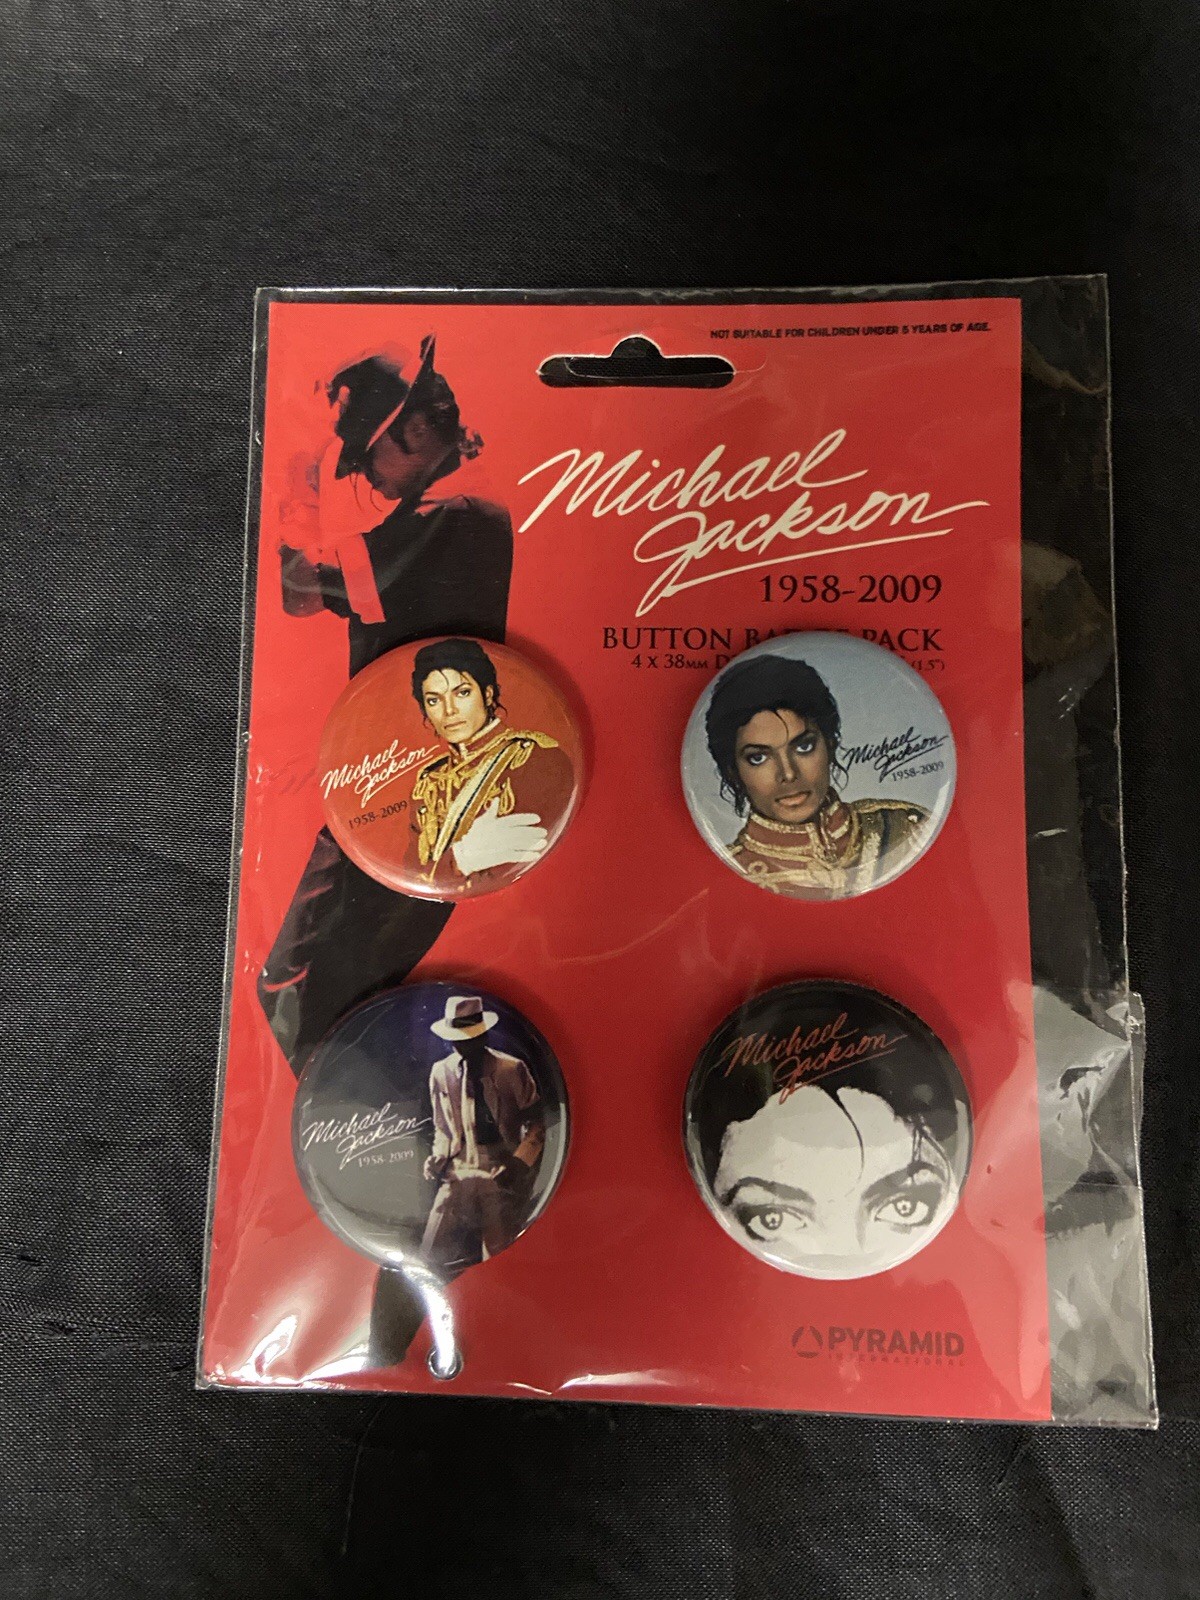 NOT SUITABLE FOR CHILDREN UNDER 5 YEARS OF AGE.
Michael
Jackson
1958-2009
BUTTON PACK
4 X 38MM (1.5")
Michael
Jackson
1958-2009
Michael
Jackson
1958-2009
Michael
Jackson
1958-2009
Michael
Jackson
PYRAMID
INTERNATIONAL